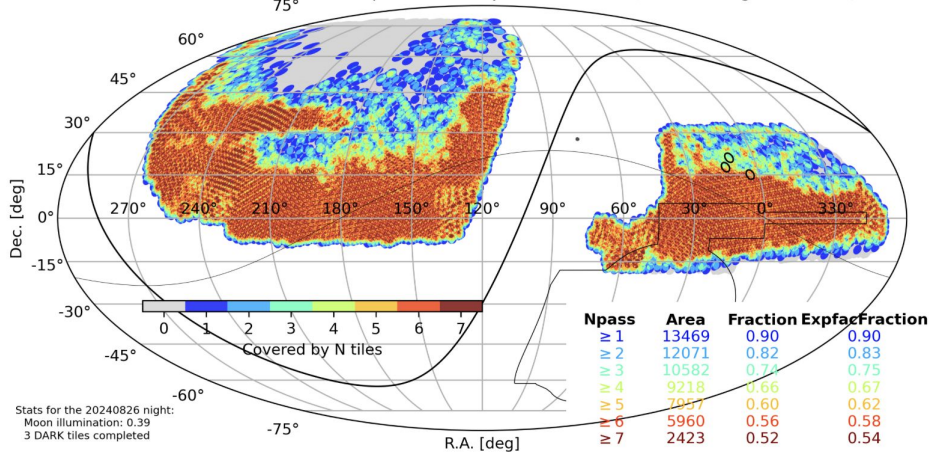 75°
60°
45°
30°
15°
0°
-15°
-30°
-45°
-60°
-75°
Dec. [deg]
R.A. [deg]
270° 240° 210° 180° 150° 120° 90° 30° 0° 330°
0 1 2 3 4 5 6 7
Covered by N tiles
Npass Area Fraction ExpfacFraction
≥ 1 13469 0.90 0.90
≥ 2 12071 0.82 0.83
≥ 3 10582 0.74 0.75
≥ 4 9218 0.66 0.67
≥ 5 7957 0.60 0.62
≥ 6 5960 0.56 0.58
≥ 7 2423 0.52 0.54
Stats for the 20240826 night:
Moon illumination: 0.39
3 DARK tiles completed